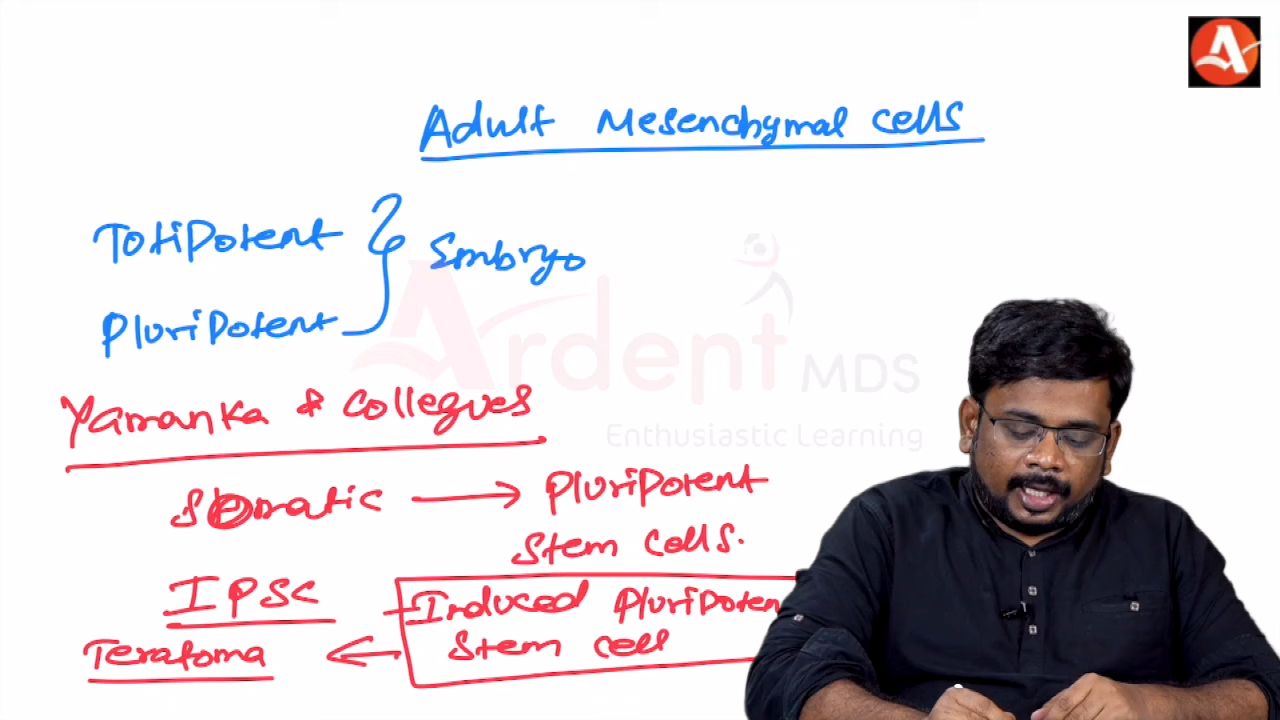 Adult Mesenchymal cells
Totipotent
Embryo
Pluripotent
Yamanka & Collegues
Somatic → Pluripotent
Stem cells.
IPSC
Induced Pluripoten
Stem cell
Teratoma ←
Ardent MDS
Enthusiastic Learning
A